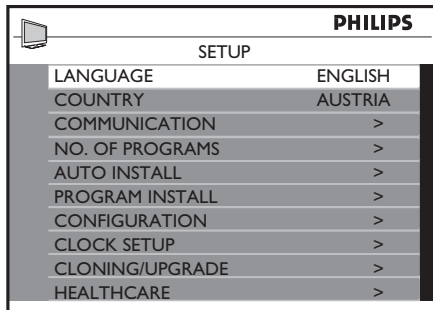 PHILIPS
SETUP
LANGUAGE ENGLISH
COUNTRY AUSTRIA
COMMUNICATION >
NO. OF PROGRAMS >
AUTO INSTALL >
PROGRAM INSTALL >
CONFIGURATION >
CLOCK SETUP >
CLONING/UPGRADE >
HEALTHCARE >